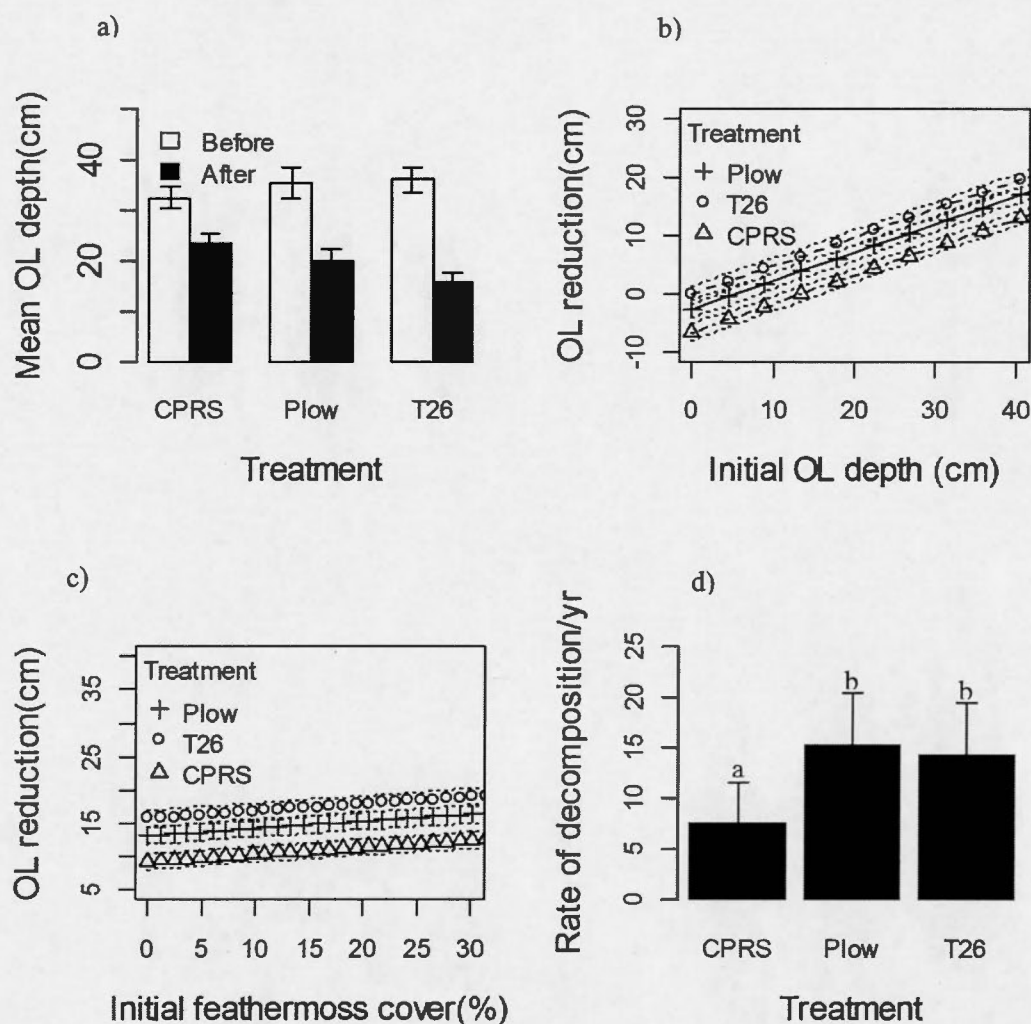 a)
Mean OL depth(cm)
0 20 40
Before
After
CPRS Plow T26
Treatment
b)
OL reduction(cm)
-10 0 10 20 30
Treatment
Plow
T26
CPRS
0 10 20 30 40
Initial OL depth (cm)
c)
OL reduction(cm)
5 15 25 35
Treatment
Plow
T26
CPRS
0 5 10 15 20 25 30
Initial feathermoss cover(%)
d)
Rate of decomposition/yr
0 5 10 15 20 25
a b b
CPRS Plow T26
Treatment